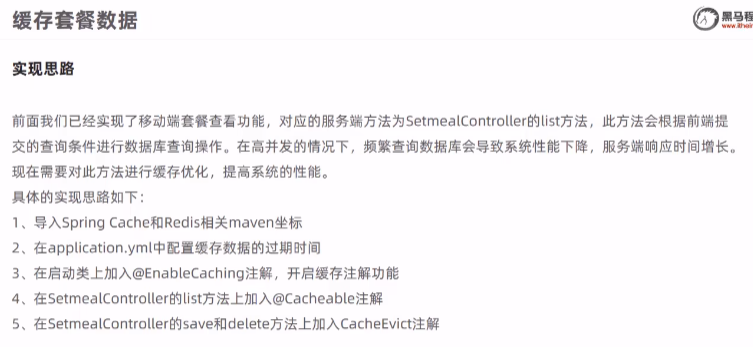 缓存套餐数据
黑马程
www.itheim
实现思路
前面我们已经实现了移动端套餐查看功能，对应的服务端方法为SetmealController的list方法，此方法会根据前端提
交的查询条件进行数据库查询操作。在高并发的情况下，频繁查询数据库会导致系统性能下降，服务端响应时间增长。
现在需要对此方法进行缓存优化，提高系统的性能。
具体的实现思路如下：
1、导入Spring Cache和Redis相关maven坐标
2、在application.yml中配置缓存数据的过期时间
3、在启动类上加入@EnableCaching注解，开启缓存注解功能
4、在SetmealController的list方法上加入@Cacheable注解
5、在SetmealController的save和delete方法上加入CacheEvict注解